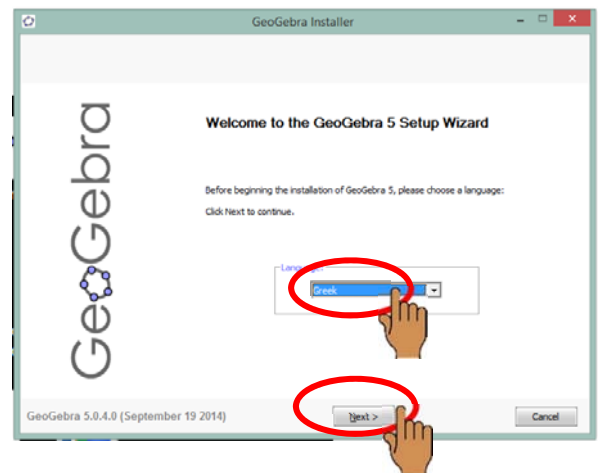 GeoGebra Installer
GeoGebra
Welcome to the GeoGebra 5 Setup Wizard
Before beginning the installation of GeoGebra 5, please choose a language:
Click Next to continue.
Greek
GeoGebra 5.0.4.0 (September 19 2014)
Next >
Cancel